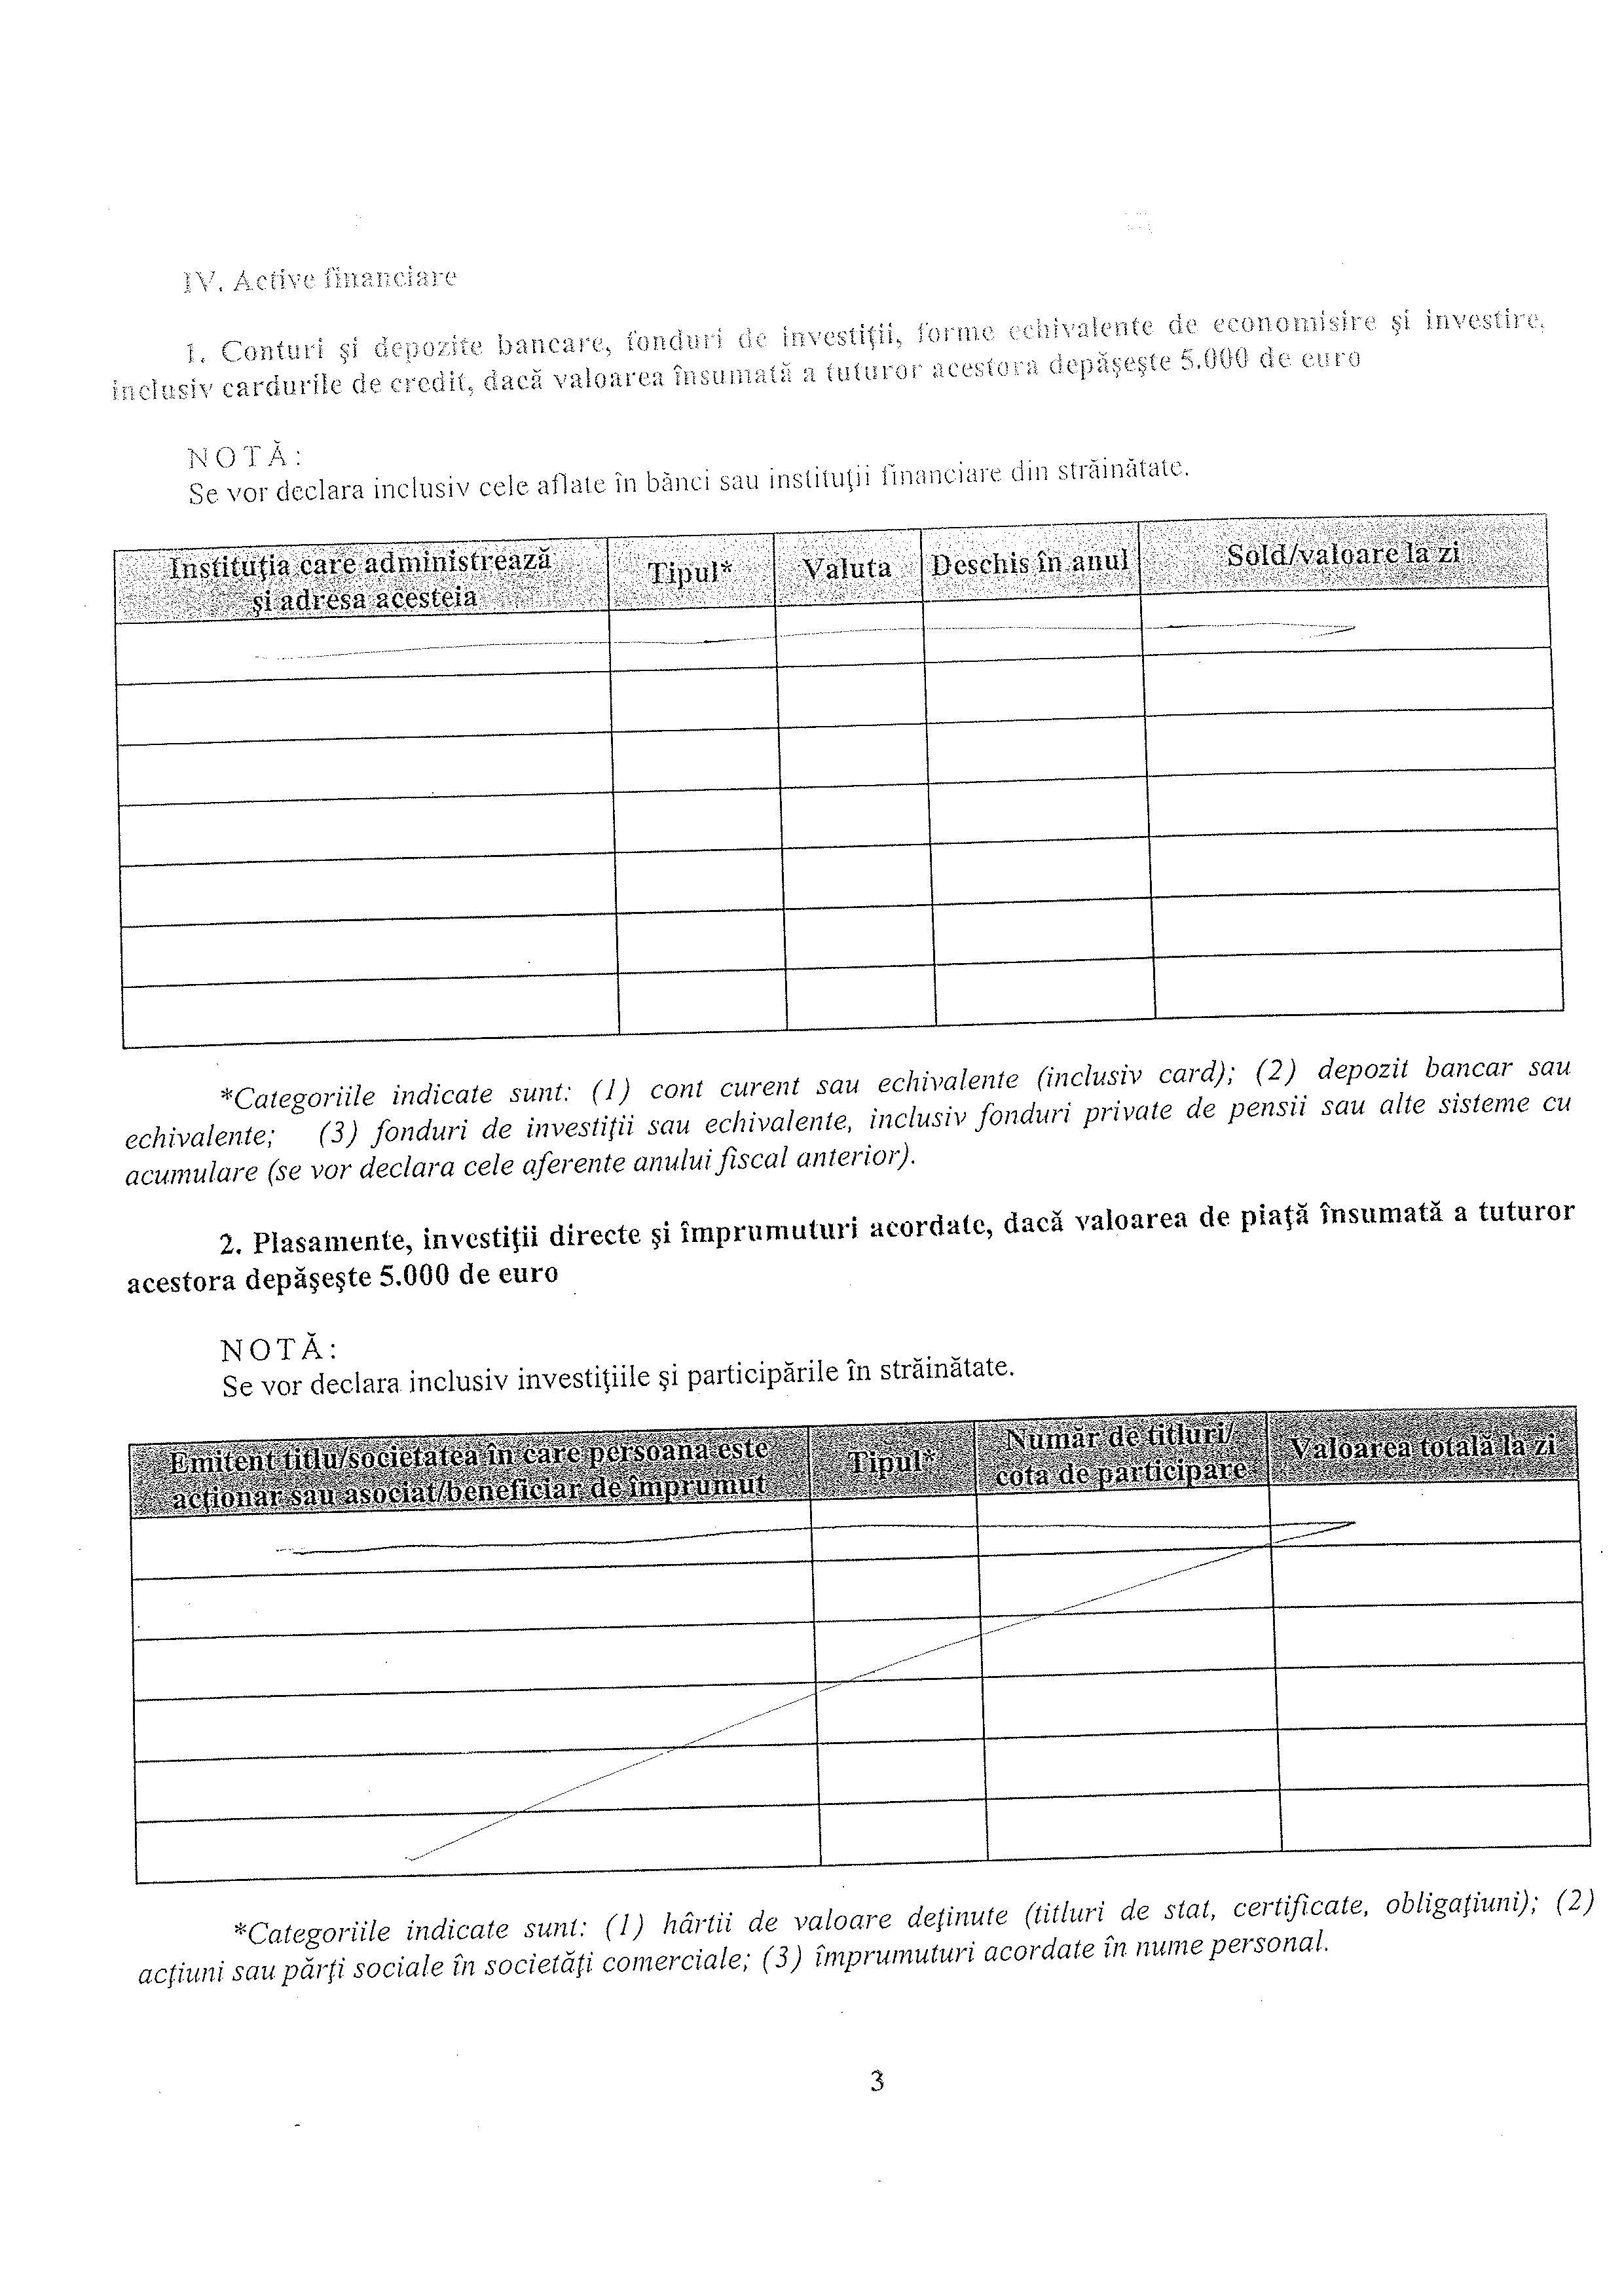 IV. Active financiare
1. Conturi şi depozite bancare, fonduri de investiţii, forme echivalente de economisire şi investire,
inclusiv cardurile de credit, dacă valoarea însumată a tuturor acestora depăşeşte 5.000 de euro
NOTĂ:
Se vor declara inclusiv cele aflate în bănci sau instituţii financiare din străinătate.
Instituţia care administrează
şi adresa acesteia
Tipul*
Valuta
Deschis în anul
Sold/valoare la zi
*Categoriile indicate sunt: (1) cont curent sau echivalente (inclusiv card); (2) depozit bancar sau
echivalente; (3) fonduri de investiţii sau echivalente, inclusiv fonduri private de pensii sau alte sisteme cu
acumulare (se vor declara cele aferente anului fiscal anterior).
2. Plasamente, investiţii directe şi împrumuturi acordate, dacă valoarea de piaţă însumată a tuturor
acestora depăşeşte 5.000 de euro
NOTĂ:
Se vor declara inclusiv investiţiile şi participările în străinătate.
Emitent titlu/societatea în care persoana este
acţionar sau asociat/beneficiar de împrumut
Tipul*
Număr de titluri/
cota de participare
Valoarea totală la zi
*Categoriile indicate sunt: (1) hârtii de valoare deţinute (titluri de stat, certificate, obligaţiuni); (2)
acţiuni sau părţi sociale în societăţi comerciale; (3) împrumuturi acordate în nume personal.
3